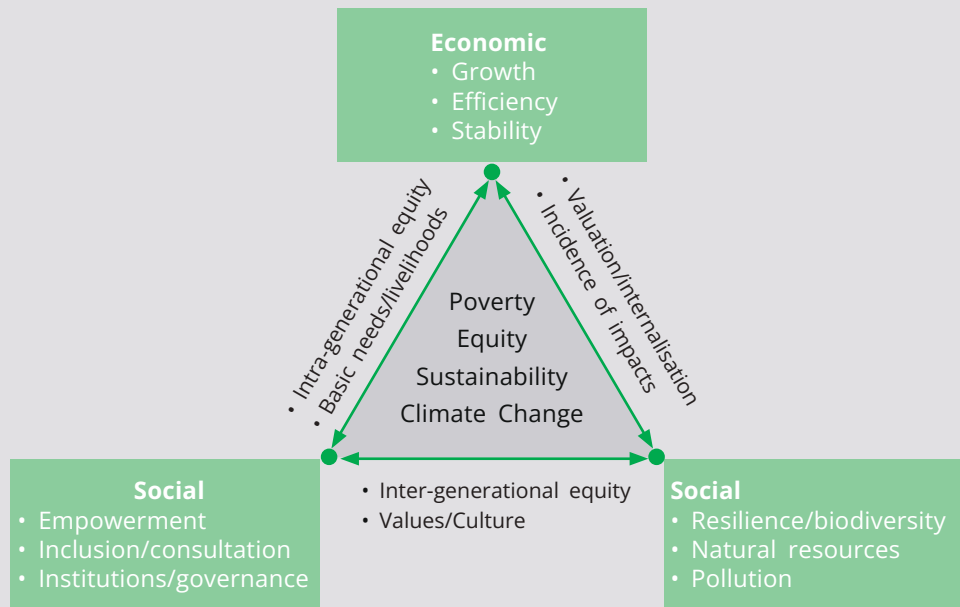 Economic
• Growth
• Efficiency
• Stability
• Intra-generational equity
• Basic needs/livelihoods
• Valuation/internalisation
• Incidence of impacts
Poverty
Equity
Sustainability
Climate Change
Social
• Empowerment
• Inclusion/consultation
• Institutions/governance
• Inter-generational equity
• Values/Culture
Social
• Resilience/biodiversity
• Natural resources
• Pollution